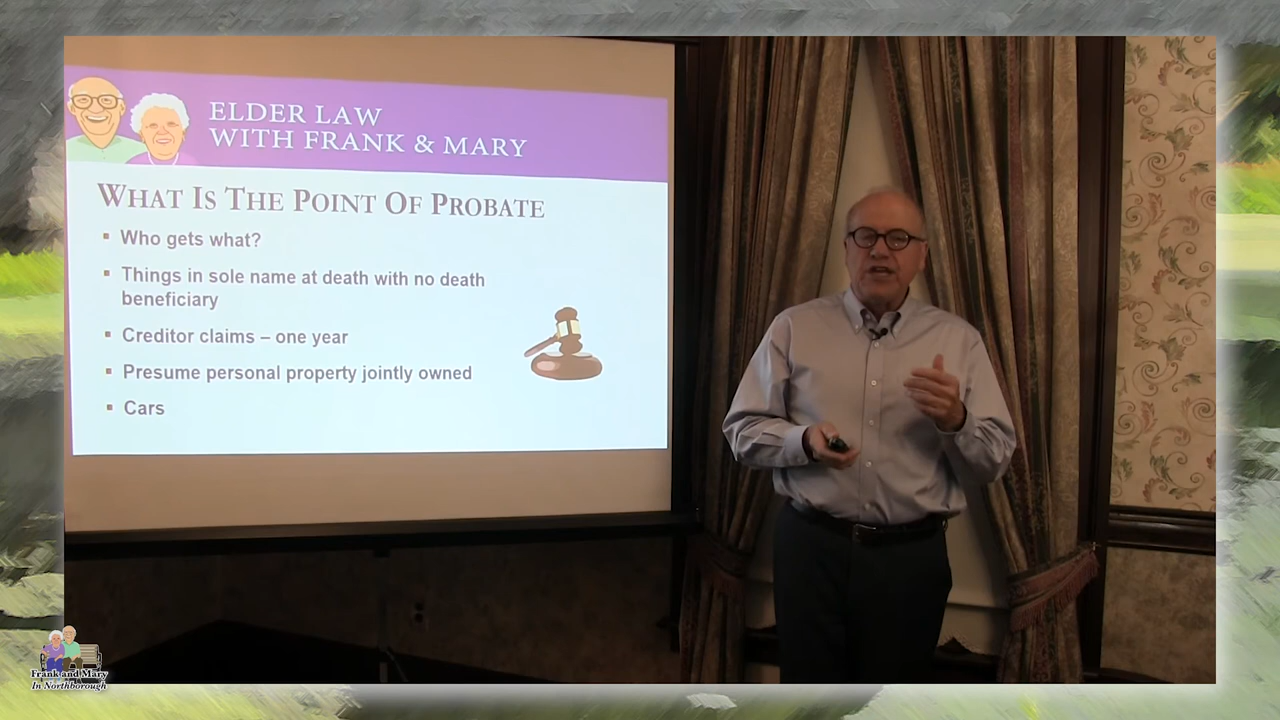 ELDER LAW
WITH FRANK & MARY
WHAT IS THE POINT OF PROBATE
Who gets what?
Things in sole name at death with no death
beneficiary
Creditor claims – one year
Presume personal property jointly owned
Cars
Frank and Mary
In Northborough